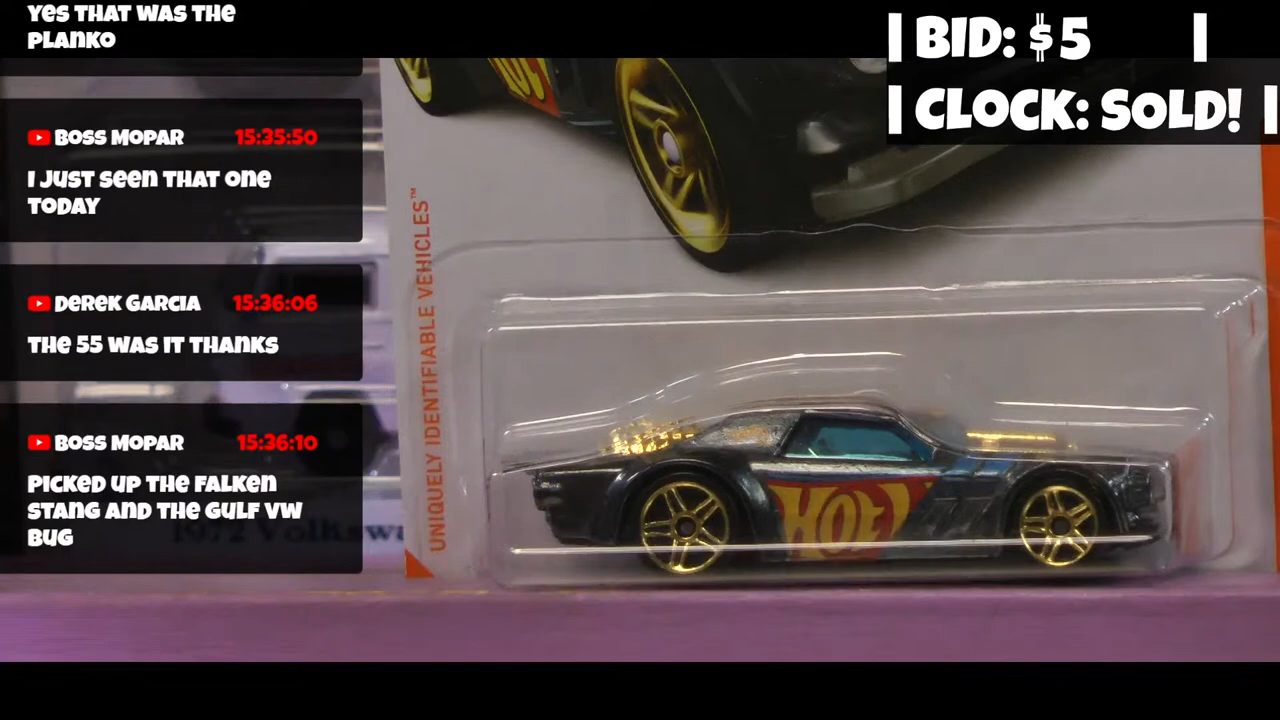 YES THAT WAS THE
PLANKO
BOSS MOPAR 15:35:50
I JUST SEEN THAT ONE
TODAY
DEREK GARCIA 15:36:06
THE 55 WAS IT THANKS
BOSS MOPAR 15:36:10
PICKED UP THE FALKEN
STANG AND THE GULF VW
BUG
| BID: $5 |
| CLOCK: SOLD! |
UNIQUELY IDENTIFIABLE VEHICLES™
HOT
1972 Volkswa